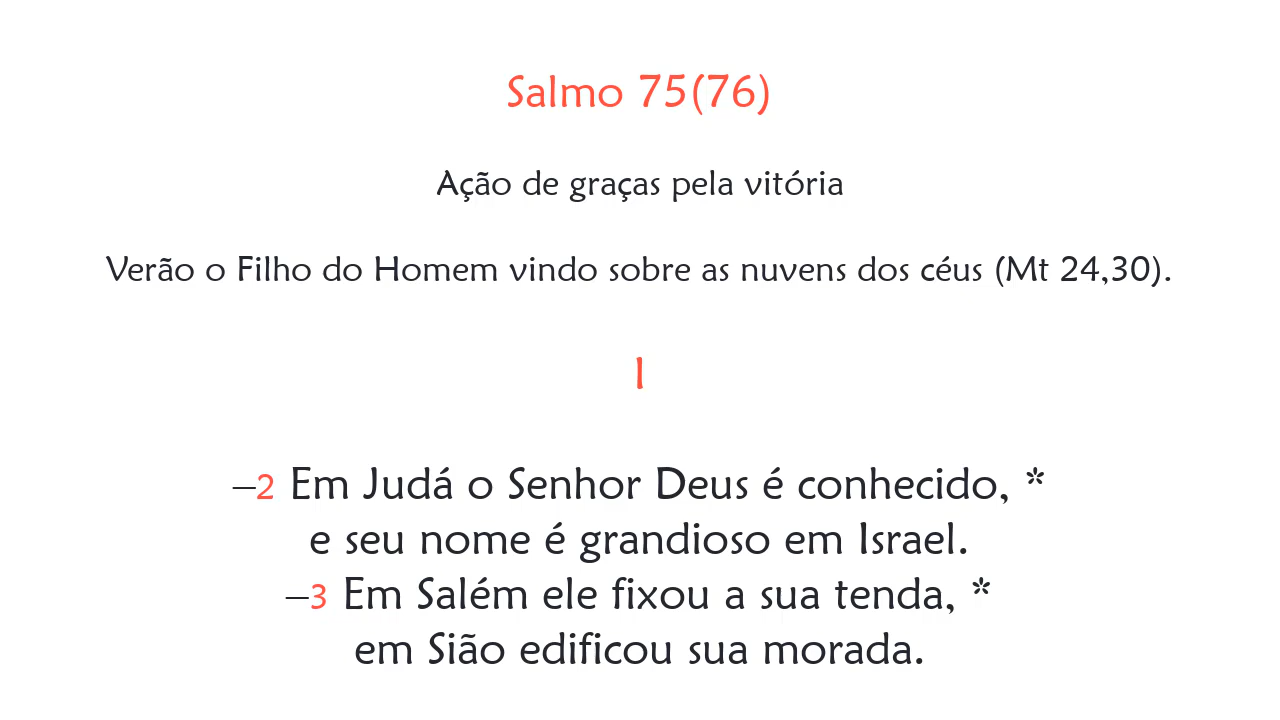 Salmo 75(76)
Ação de graças pela vitória
Verão o Filho do Homem vindo sobre as nuvens dos céus (Mt 24,30).
I
–2 Em Judá o Senhor Deus é conhecido, *
e seu nome é grandioso em Israel.
–3 Em Salém ele fixou a sua tenda, *
em Sião edificou sua morada.